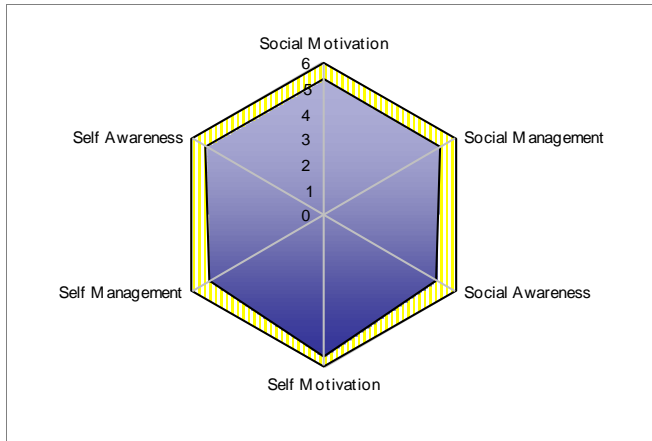 Social Motivation
6
5
Self Awareness
Social Management
4
3
2
1
0
Self Management
Social Awareness
Self Motivation